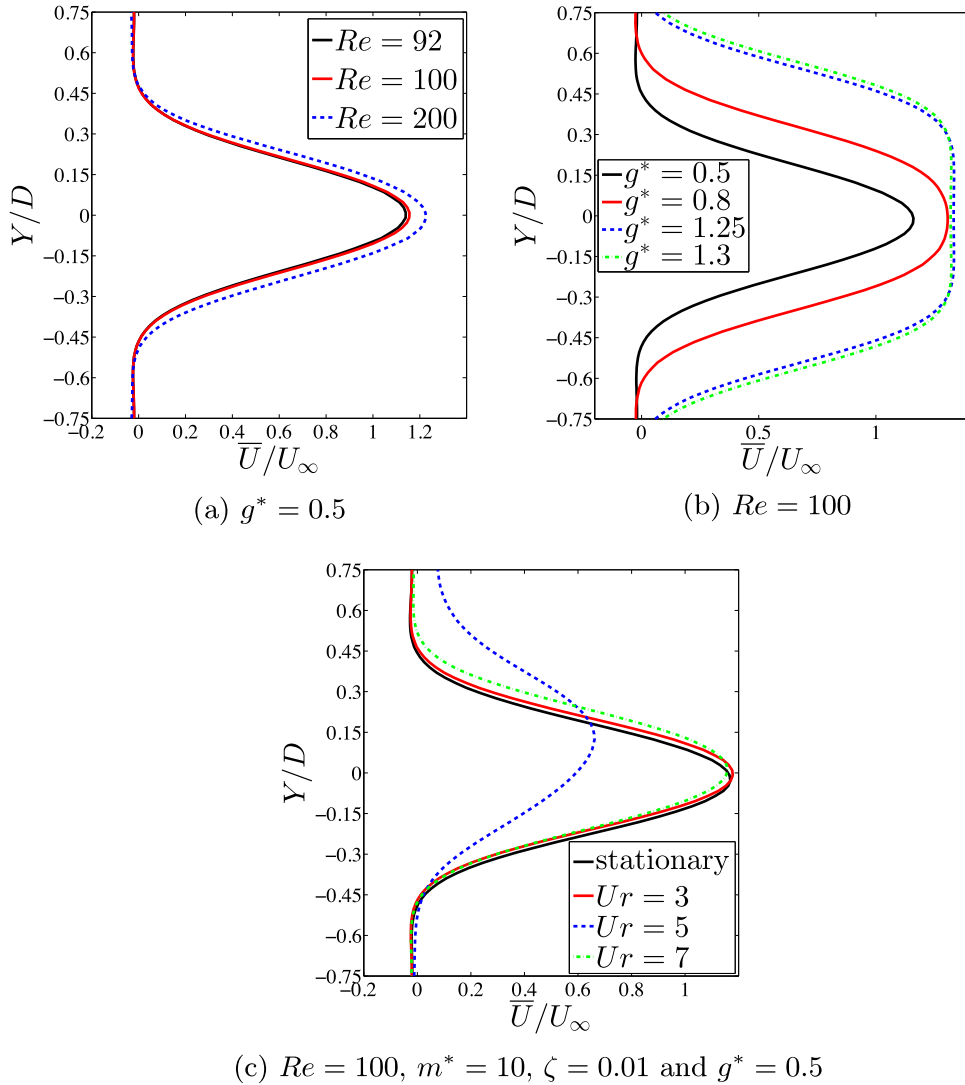 0.75
0.6
0.45
0.3
0.15
0
−0.15
−0.3
−0.45
−0.6
−0.75
Y/D
−0.2 0 0.2 0.4 0.6 0.8 1 1.2
U̅/U∞
Re = 92
Re = 100
Re = 200
(a) g* = 0.5
0.75
0.6
0.45
0.3
0.15
0
−0.15
−0.3
−0.45
−0.6
−0.75
Y/D
0 0.5 1
U̅/U∞
g* = 0.5
g* = 0.8
g* = 1.25
g* = 1.3
(b) Re = 100
0.75
0.6
0.45
0.3
0.15
0
−0.15
−0.3
−0.45
−0.6
−0.75
Y/D
−0.2 0 0.2 0.4 0.6 0.8 1
U̅/U∞
stationary
Ur = 3
Ur = 5
Ur = 7
(c) Re = 100, m* = 10, ζ = 0.01 and g* = 0.5